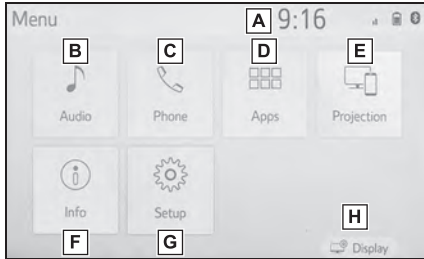 Menu A 9:16
B C D E
Audio Phone Apps Projection
Info Setup
F G H
Display